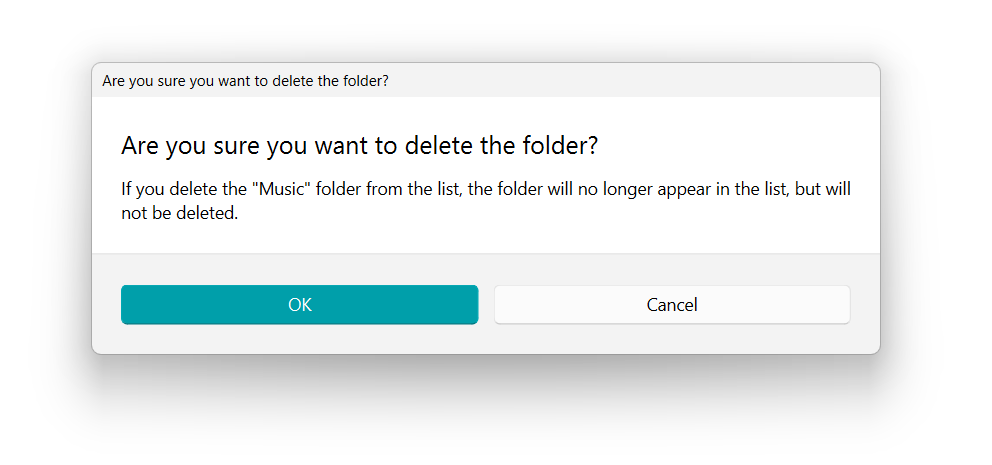 Are you sure you want to delete the folder?
Are you sure you want to delete the folder?
If you delete the "Music" folder from the list, the folder will no longer appear in the list, but will
not be deleted.
OK
Cancel